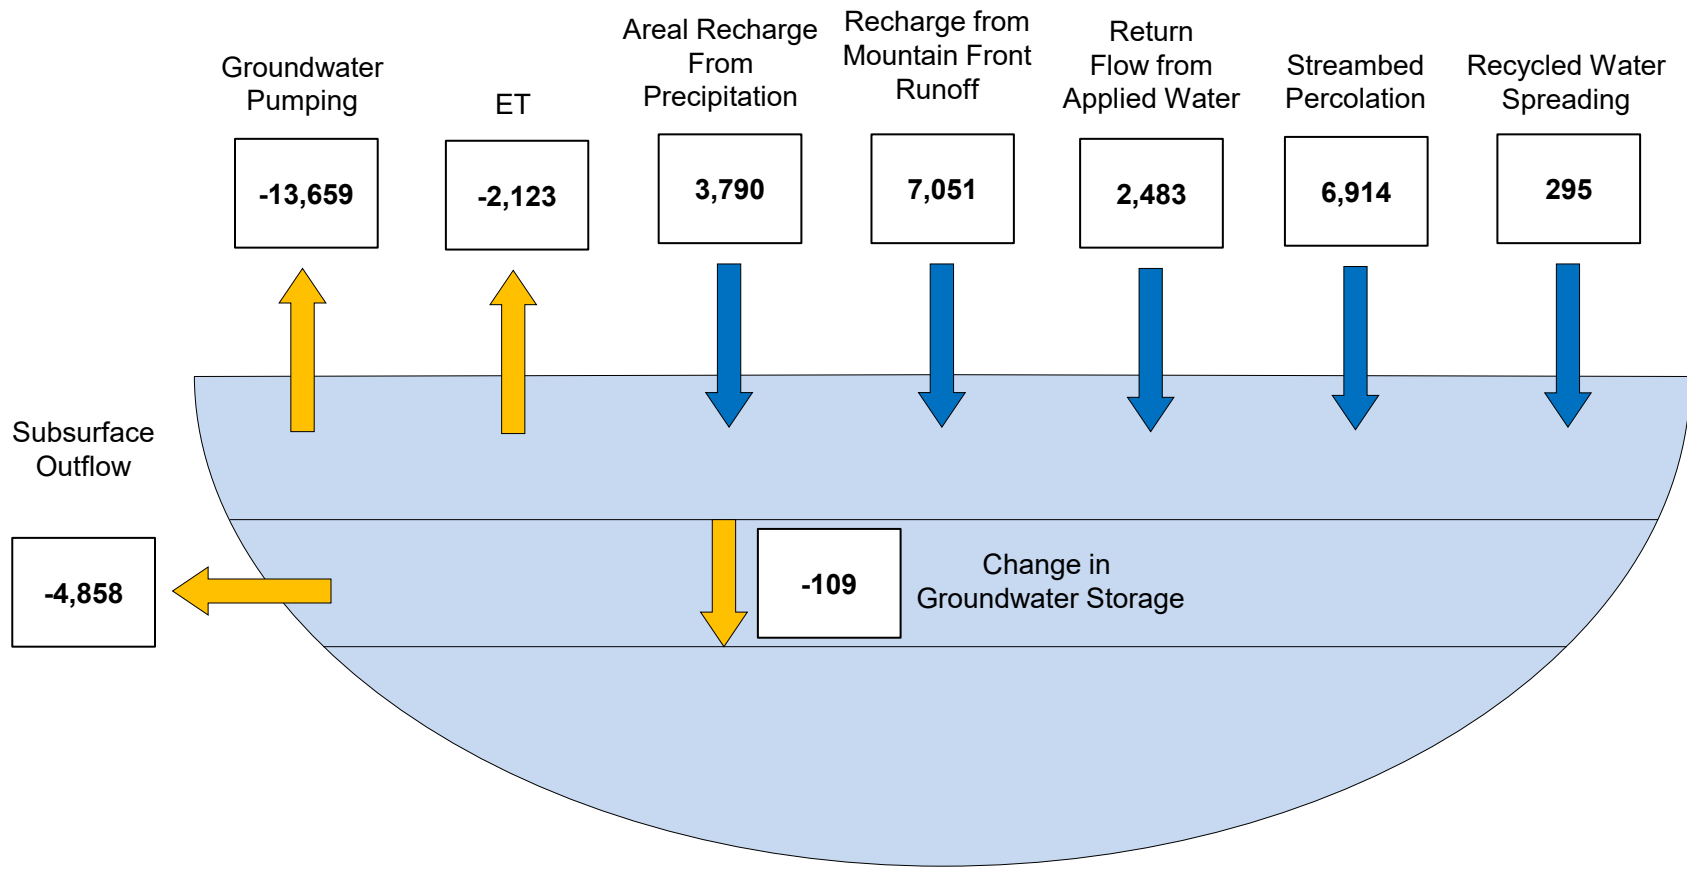 Groundwater
Pumping
-13,659
ET
-2,123
Areal Recharge
From
Precipitation
3,790
Recharge from
Mountain Front
Runoff
7,051
Return
Flow from
Applied Water
2,483
Streambed
Percolation
6,914
Recycled Water
Spreading
295
Subsurface
Outflow
-4,858
-109
Change in
Groundwater Storage